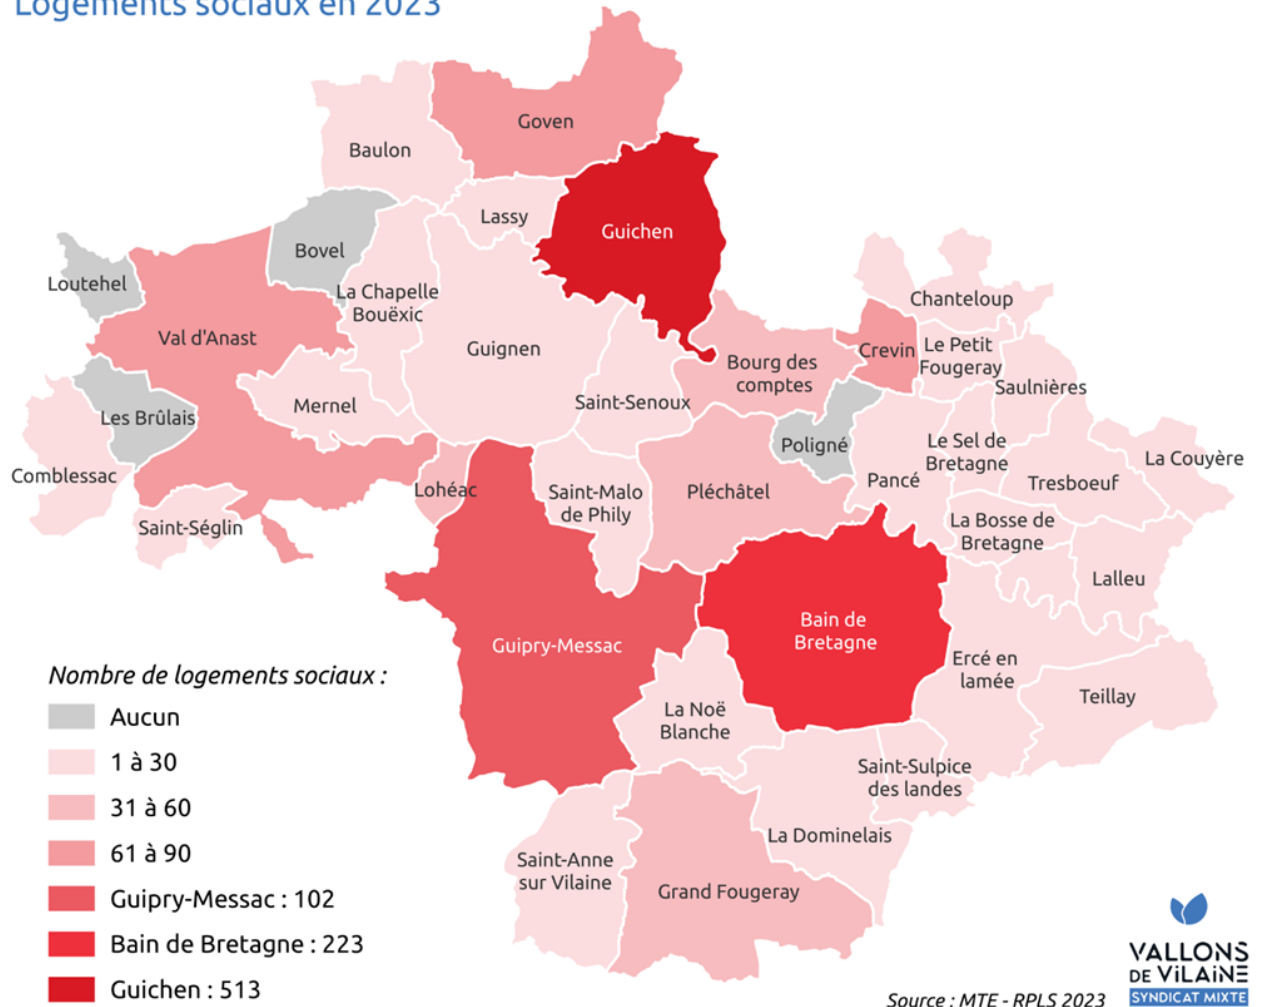 Logements sociaux en 2023
Goven
Baulon
Lassy
Guichen
Bovel
Loutehel
La Chapelle
Bouëxic
Chanteloup
Val d'Anast
Guignen
Crevin
Le Petit
Fougeray
Bourg des
comptes
Saulnières
Mernel
Saint-Senoux
Les Brûlais
Poligné
Le Sel de
Bretagne
La Couyère
Comblessac
Lohéac
Saint-Malo
de Phily
Pléchâtel
Pancé
Tresboeuf
Saint-Séglin
La Bosse de
Bretagne
Lalleu
Guipry-Messac
Bain de
Bretagne
Ercé en
lamée
Teillay
La Noë
Blanche
Saint-Sulpice
des landes
La Dominelais
Saint-Anne
sur Vilaine
Grand Fougeray
Nombre de logements sociaux :
Aucun
1 à 30
31 à 60
61 à 90
Guipry-Messac : 102
Bain de Bretagne : 223
Guichen : 513
Source : MTE - RPLS 2023
VALLONS
DE ViLAiNE
SYNDICAT MIXTE